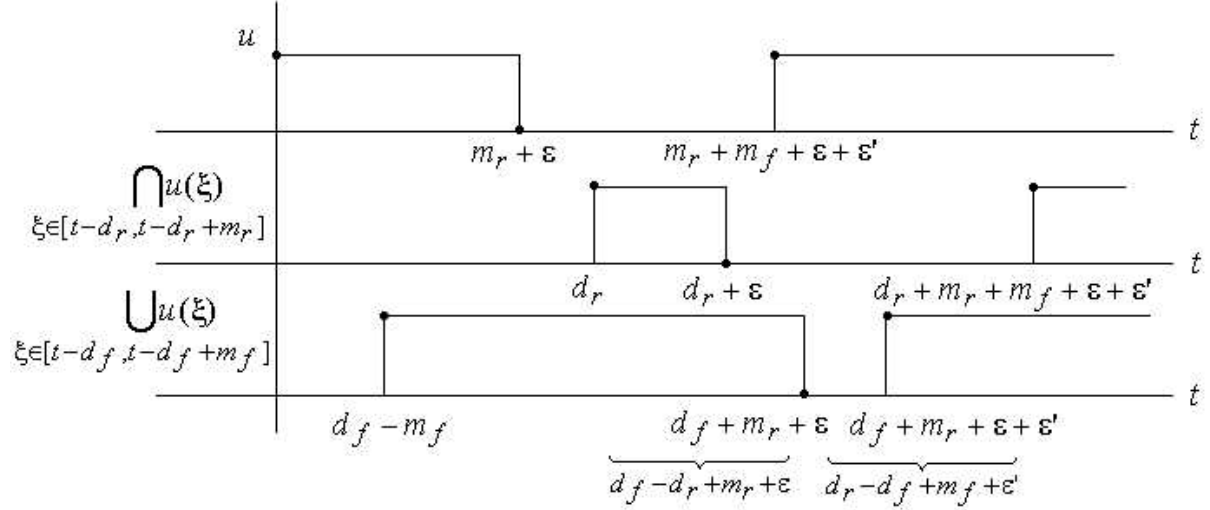 u
t
m_r + ε m_r + m_f + ε + ε'
⋂ u(ξ)
ξ∈[t−d_r, t−d_r+m_r]
t
d_r d_r + ε d_r + m_r + m_f + ε + ε'
⋃ u(ξ)
ξ∈[t−d_f, t−d_f+m_f]
t
d_f − m_f d_f + m_r + ε d_f + m_r + ε + ε'
d_f − d_r + m_r + ε d_r − d_f + m_f + ε'